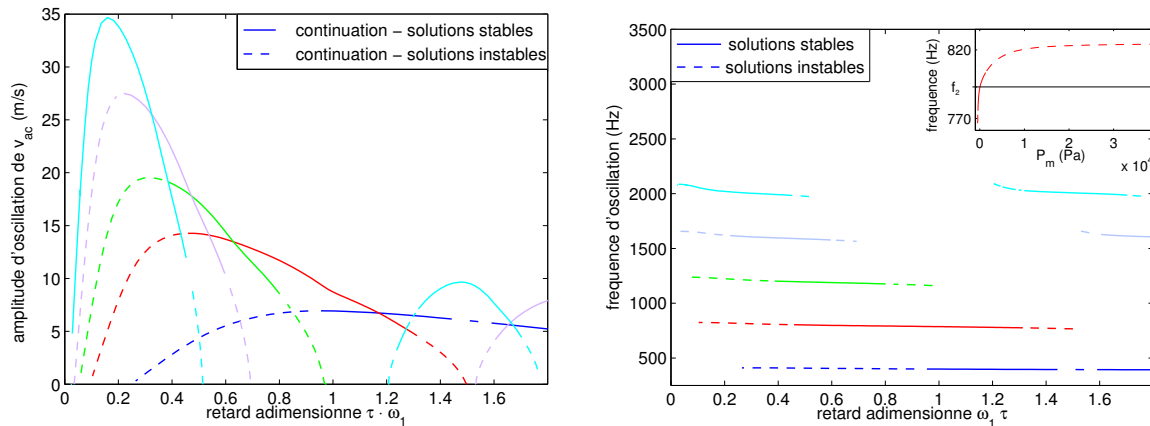 35
30
25
20
15
10
5
0
amplitude d'oscillation de v_ac (m/s)
continuation – solutions stables
continuation – solutions instables
0 0.2 0.4 0.6 0.8 1 1.2 1.4 1.6
retard adimensionne τ · ω_1
3500
3000
2500
2000
1500
1000
500
frequence d'oscillation (Hz)
solutions stables
solutions instables
820
f_2
770
frequence (Hz)
0 1 2 3
P_m (Pa)
x 10^4
0 0.2 0.4 0.6 0.8 1 1.2 1.4 1.6
retard adimensionne ω_1 τ